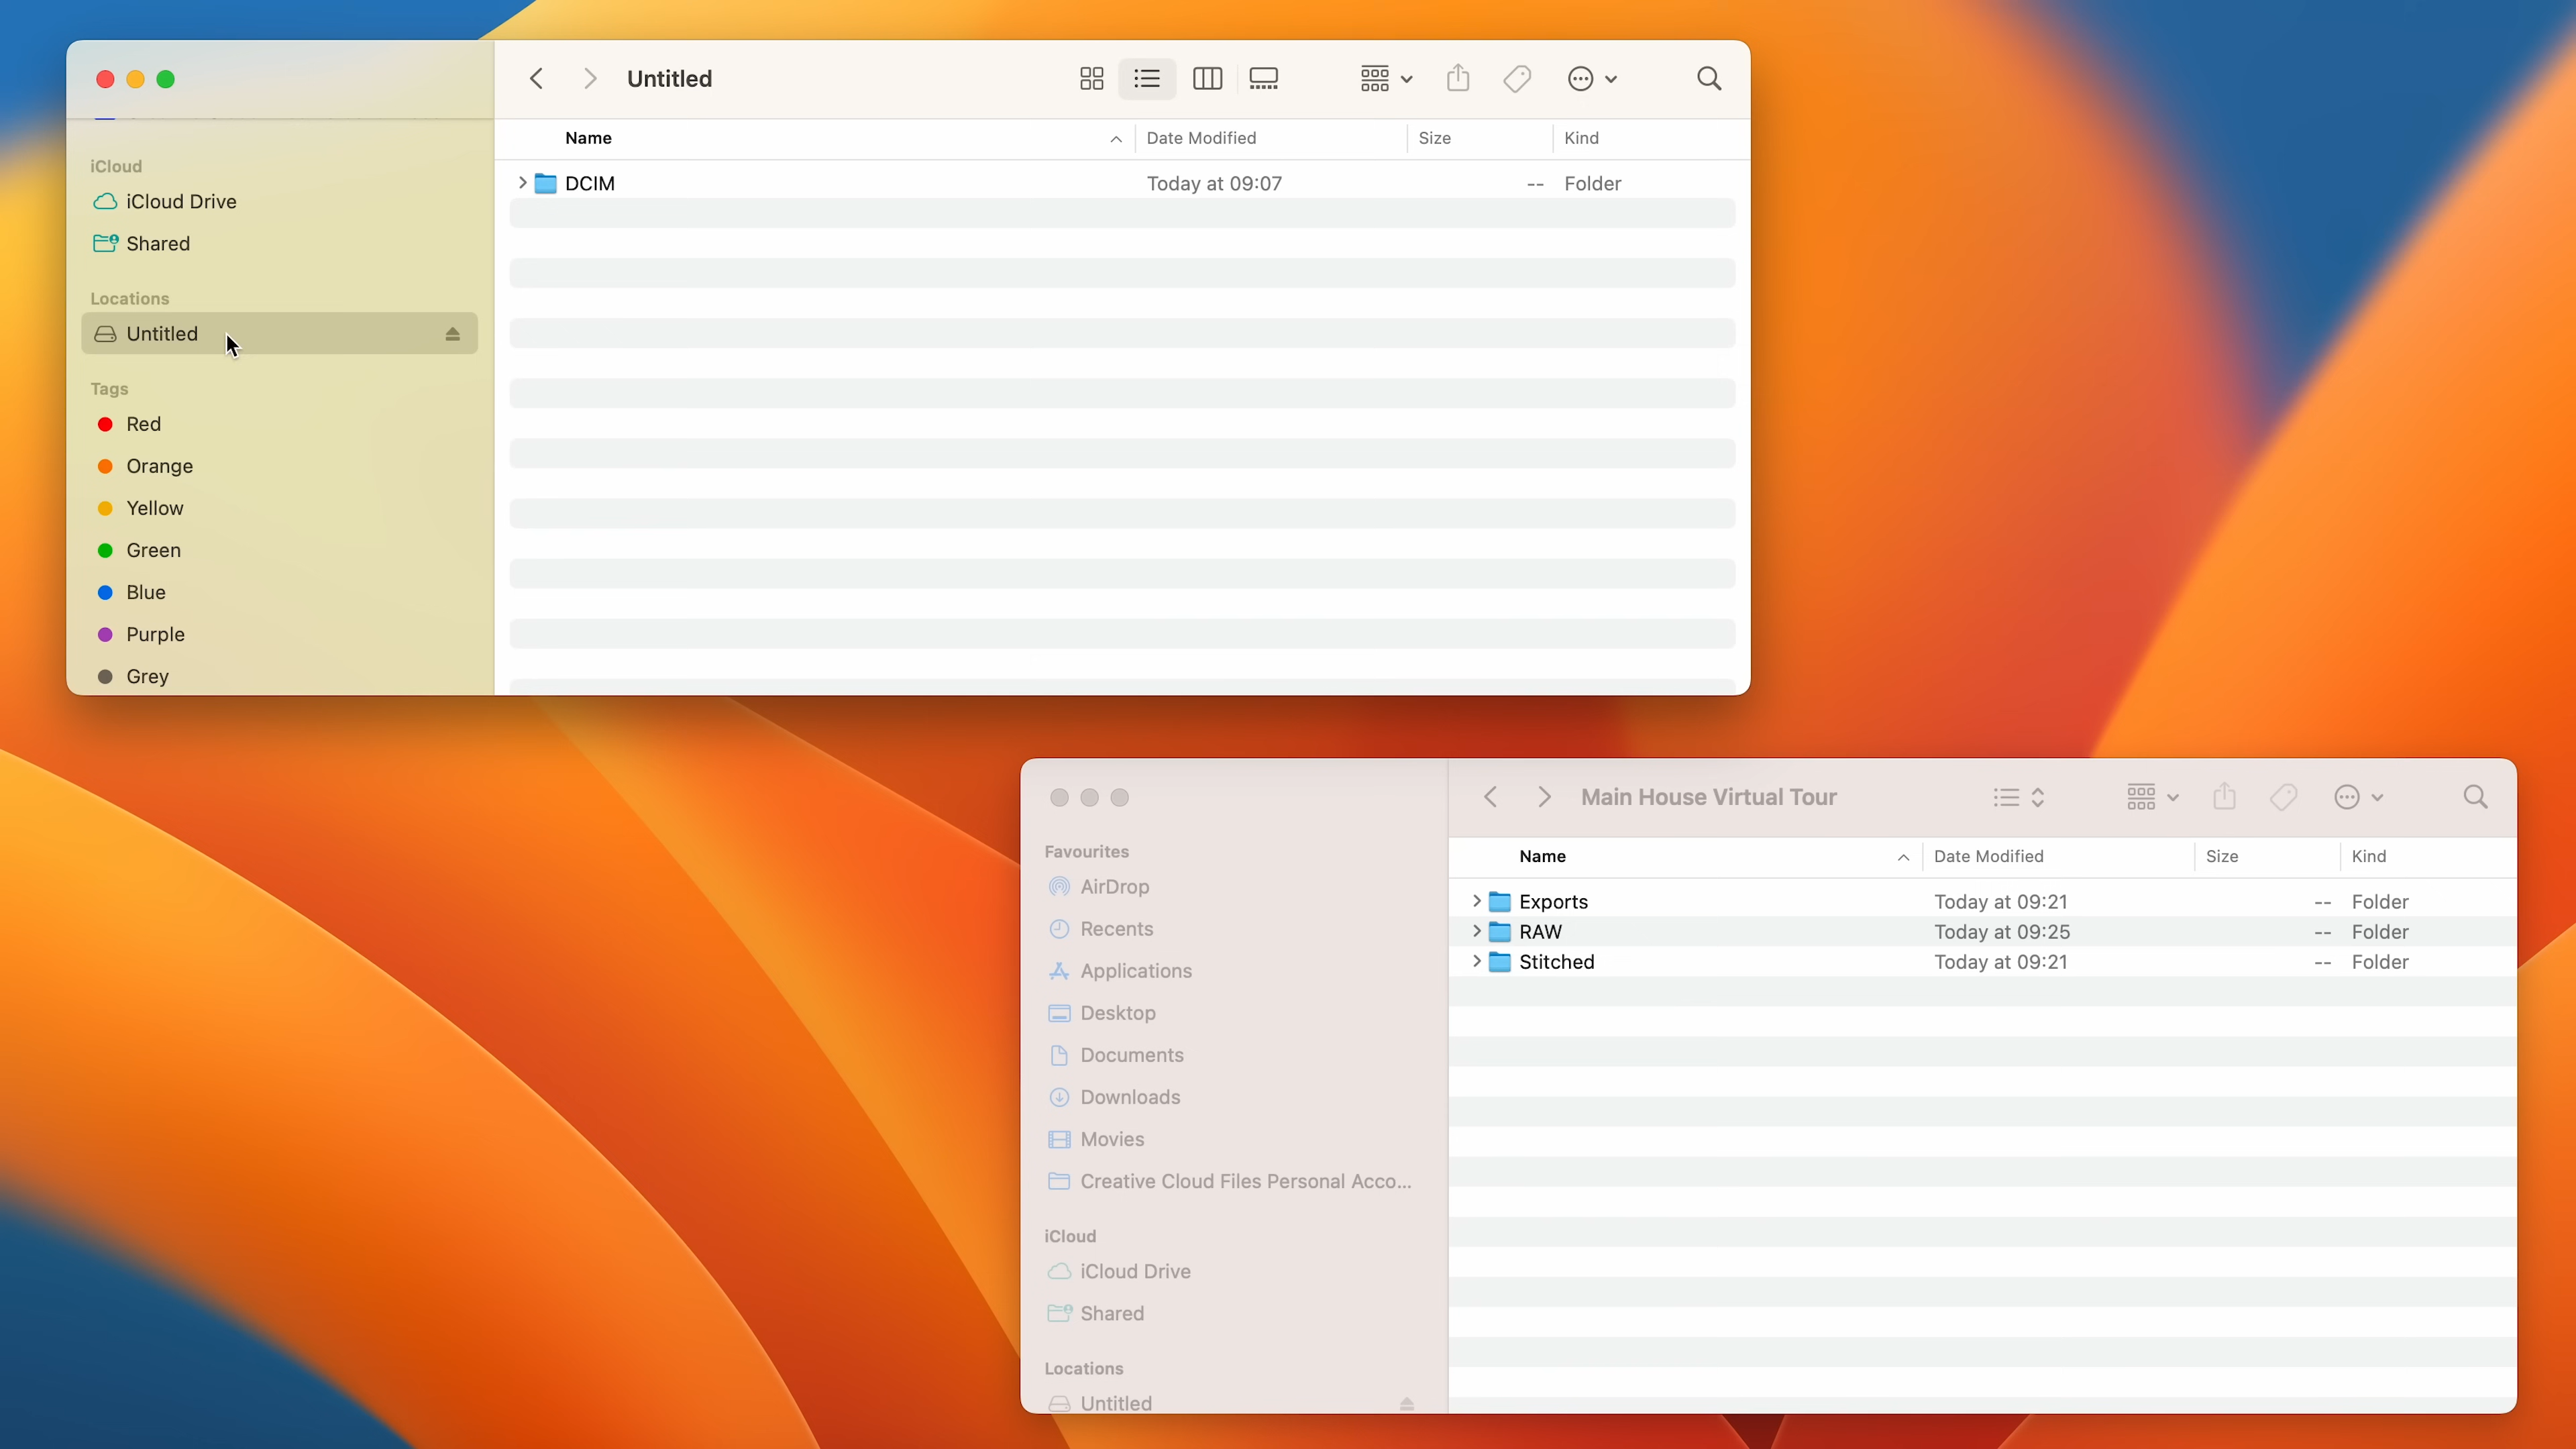 Untitled
Name
Date Modified
Size
Kind
iCloud
iCloud Drive
Shared
Locations
Untitled
Tags
Red
Orange
Yellow
Green
Blue
Purple
Grey
DCIM Today at 09:07 -- Folder
Main House Virtual Tour
Favourites
AirDrop
Recents
Applications
Desktop
Documents
Downloads
Movies
Creative Cloud Files Personal Acco...
iCloud
iCloud Drive
Shared
Locations
Untitled
Name Date Modified Size Kind
Exports Today at 09:21 -- Folder
RAW Today at 09:25 -- Folder
Stitched Today at 09:21 -- Folder